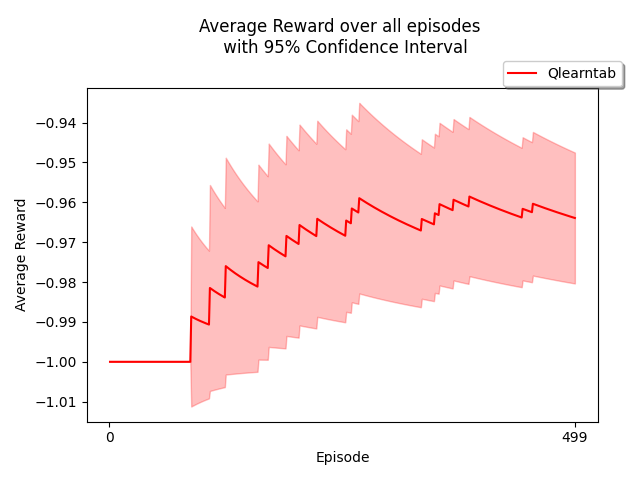 Average Reward over all episodes
with 95% Confidence Interval
Qlearntab
−0.94
−0.95
−0.96
−0.97
−0.98
−0.99
−1.00
−1.01
Average Reward
0
499
Episode